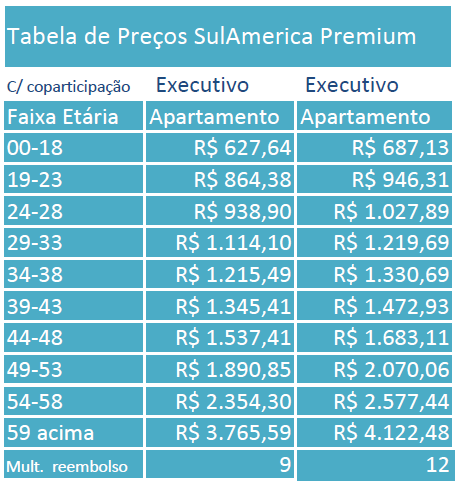 Tabela de Preços SulAmerica Premium
C/ coparticipação Executivo Executivo
Faixa Etária Apartamento Apartamento
00-18 R$ 627,64 R$ 687,13
19-23 R$ 864,38 R$ 946,31
24-28 R$ 938,90 R$ 1.027,89
29-33 R$ 1.114,10 R$ 1.219,69
34-38 R$ 1.215,49 R$ 1.330,69
39-43 R$ 1.345,41 R$ 1.472,93
44-48 R$ 1.537,41 R$ 1.683,11
49-53 R$ 1.890,85 R$ 2.070,06
54-58 R$ 2.354,30 R$ 2.577,44
59 acima R$ 3.765,59 R$ 4.122,48
Mult. reembolso 9 12